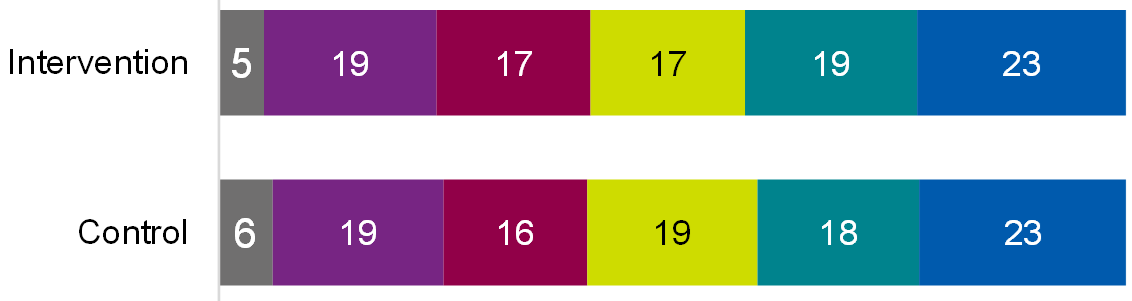 Intervention 5 19 17 17 19 23
Control 6 19 16 19 18 23